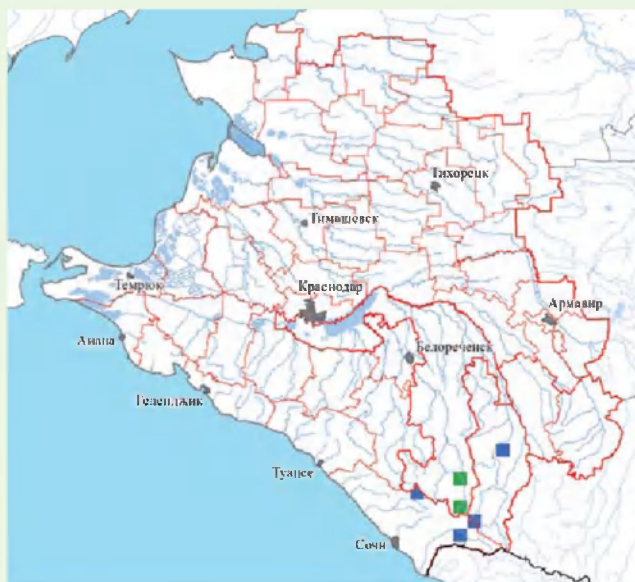 Тихорецк
Тимашевск
Темрюк
Краснодар
Армавир
Анапа
Белореченск
Геленджик
Туапсе
Сочи